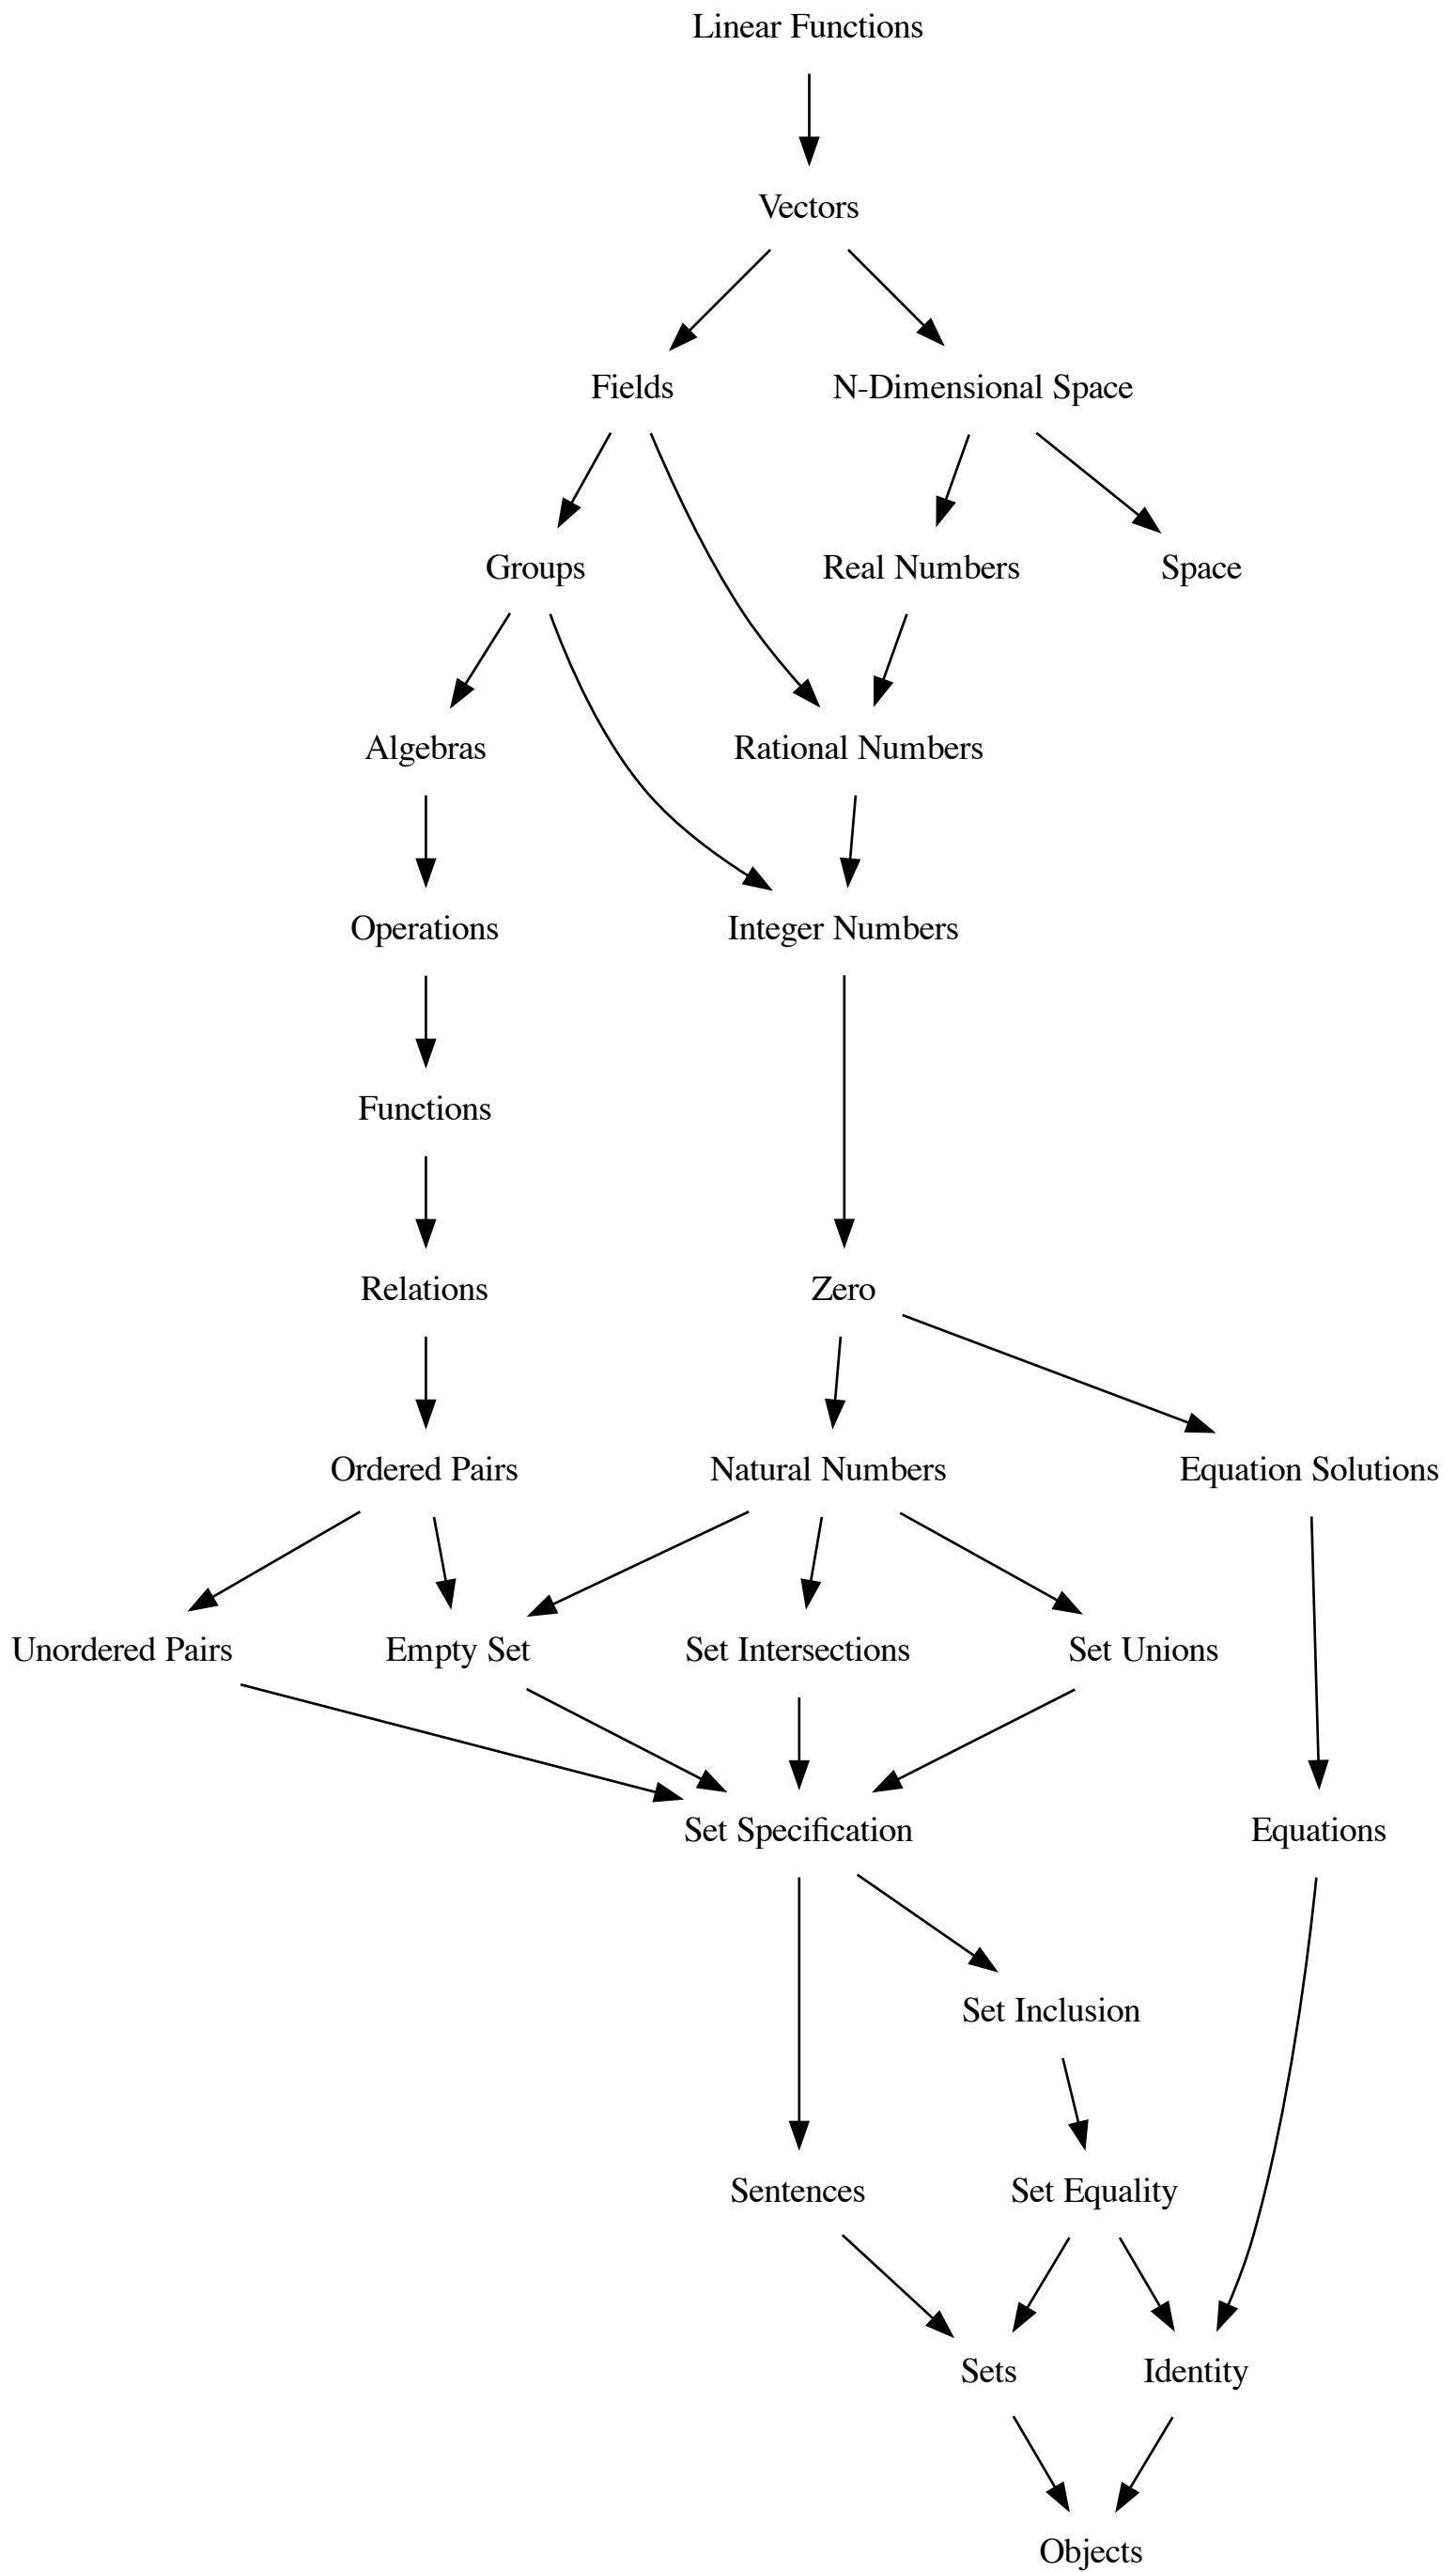 Linear Functions
Vectors
Fields
N-Dimensional Space
Groups
Real Numbers
Space
Algebras
Rational Numbers
Operations
Integer Numbers
Functions
Relations
Zero
Ordered Pairs
Natural Numbers
Equation Solutions
Unordered Pairs
Empty Set
Set Intersections
Set Unions
Set Specification
Equations
Set Inclusion
Sentences
Set Equality
Sets
Identity
Objects